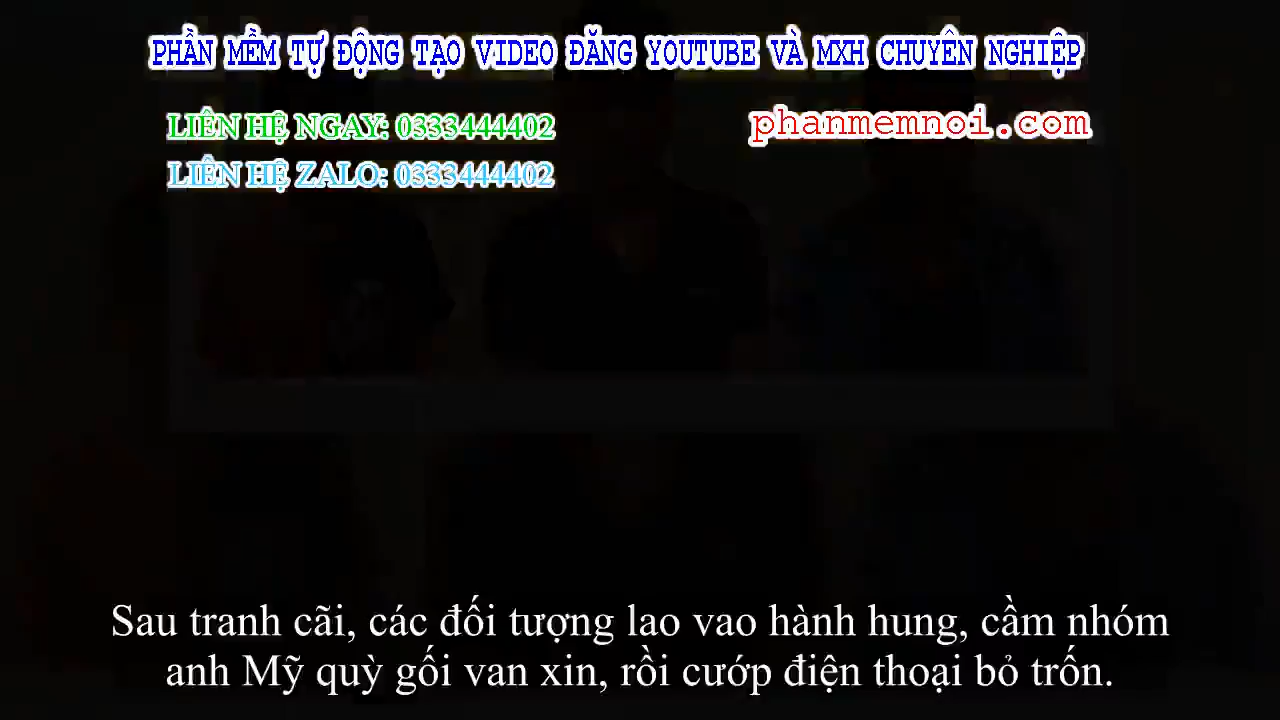 PHẦN MỀM TỰ ĐỘNG TẠO VIDEO ĐĂNG YOUTUBE VÀ MXH CHUYÊN NGHIỆP
LIÊN HỆ NGAY: 0333444402
phanmemnoi.com
LIÊN HỆ ZALO: 0333444402
Sau tranh cãi, các đối tượng lao vao hành hung, cầm nhóm
anh Mỹ quỳ gối van xin, rồi cướp điện thoại bỏ trốn.